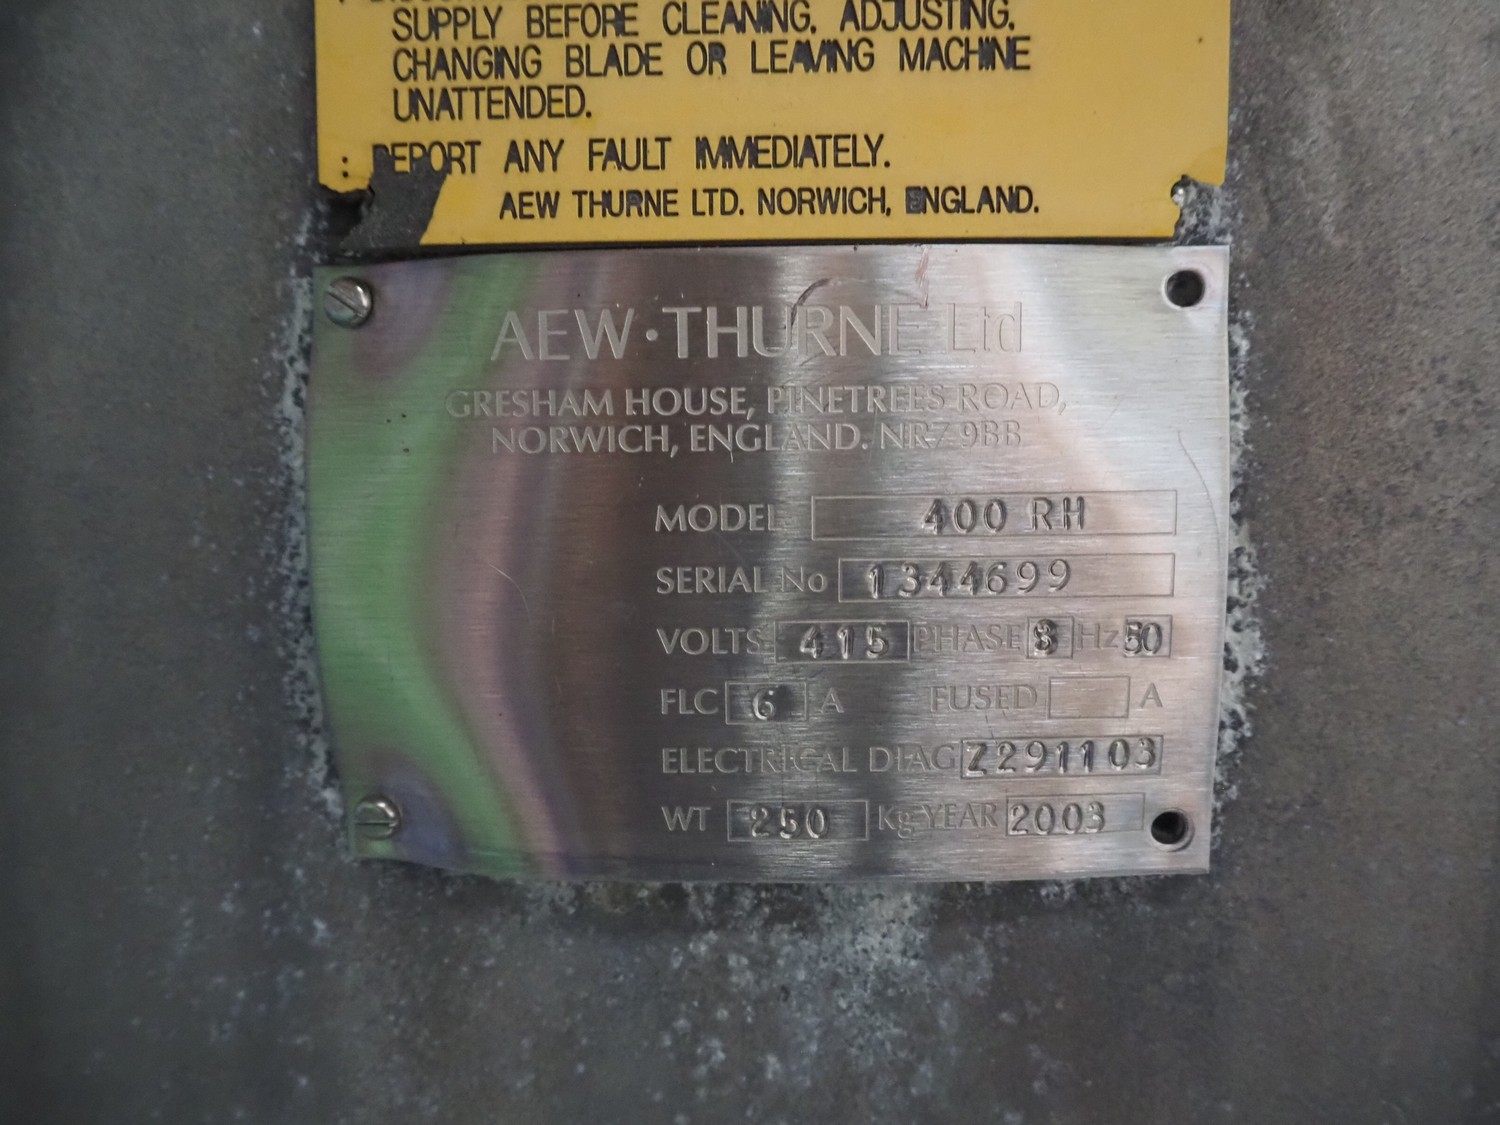 SUPPLY BEFORE CLEANING, ADJUSTING,
CHANGING BLADE OR LEAVING MACHINE
UNATTENDED.
: REPORT ANY FAULT IMMEDIATELY.
AEW THURNE LTD. NORWICH, ENGLAND.
AEW·THURNE Ltd
GRESHAM HOUSE, PINETREES ROAD,
NORWICH, ENGLAND. NR7 9BB
MODEL 400 RH
SERIAL No 1344699
VOLTS 415 PHASE 3 Hz 50
FLC 6 A FUSED A
ELECTRICAL DIAG Z291103
WT 250 Kg YEAR 2003